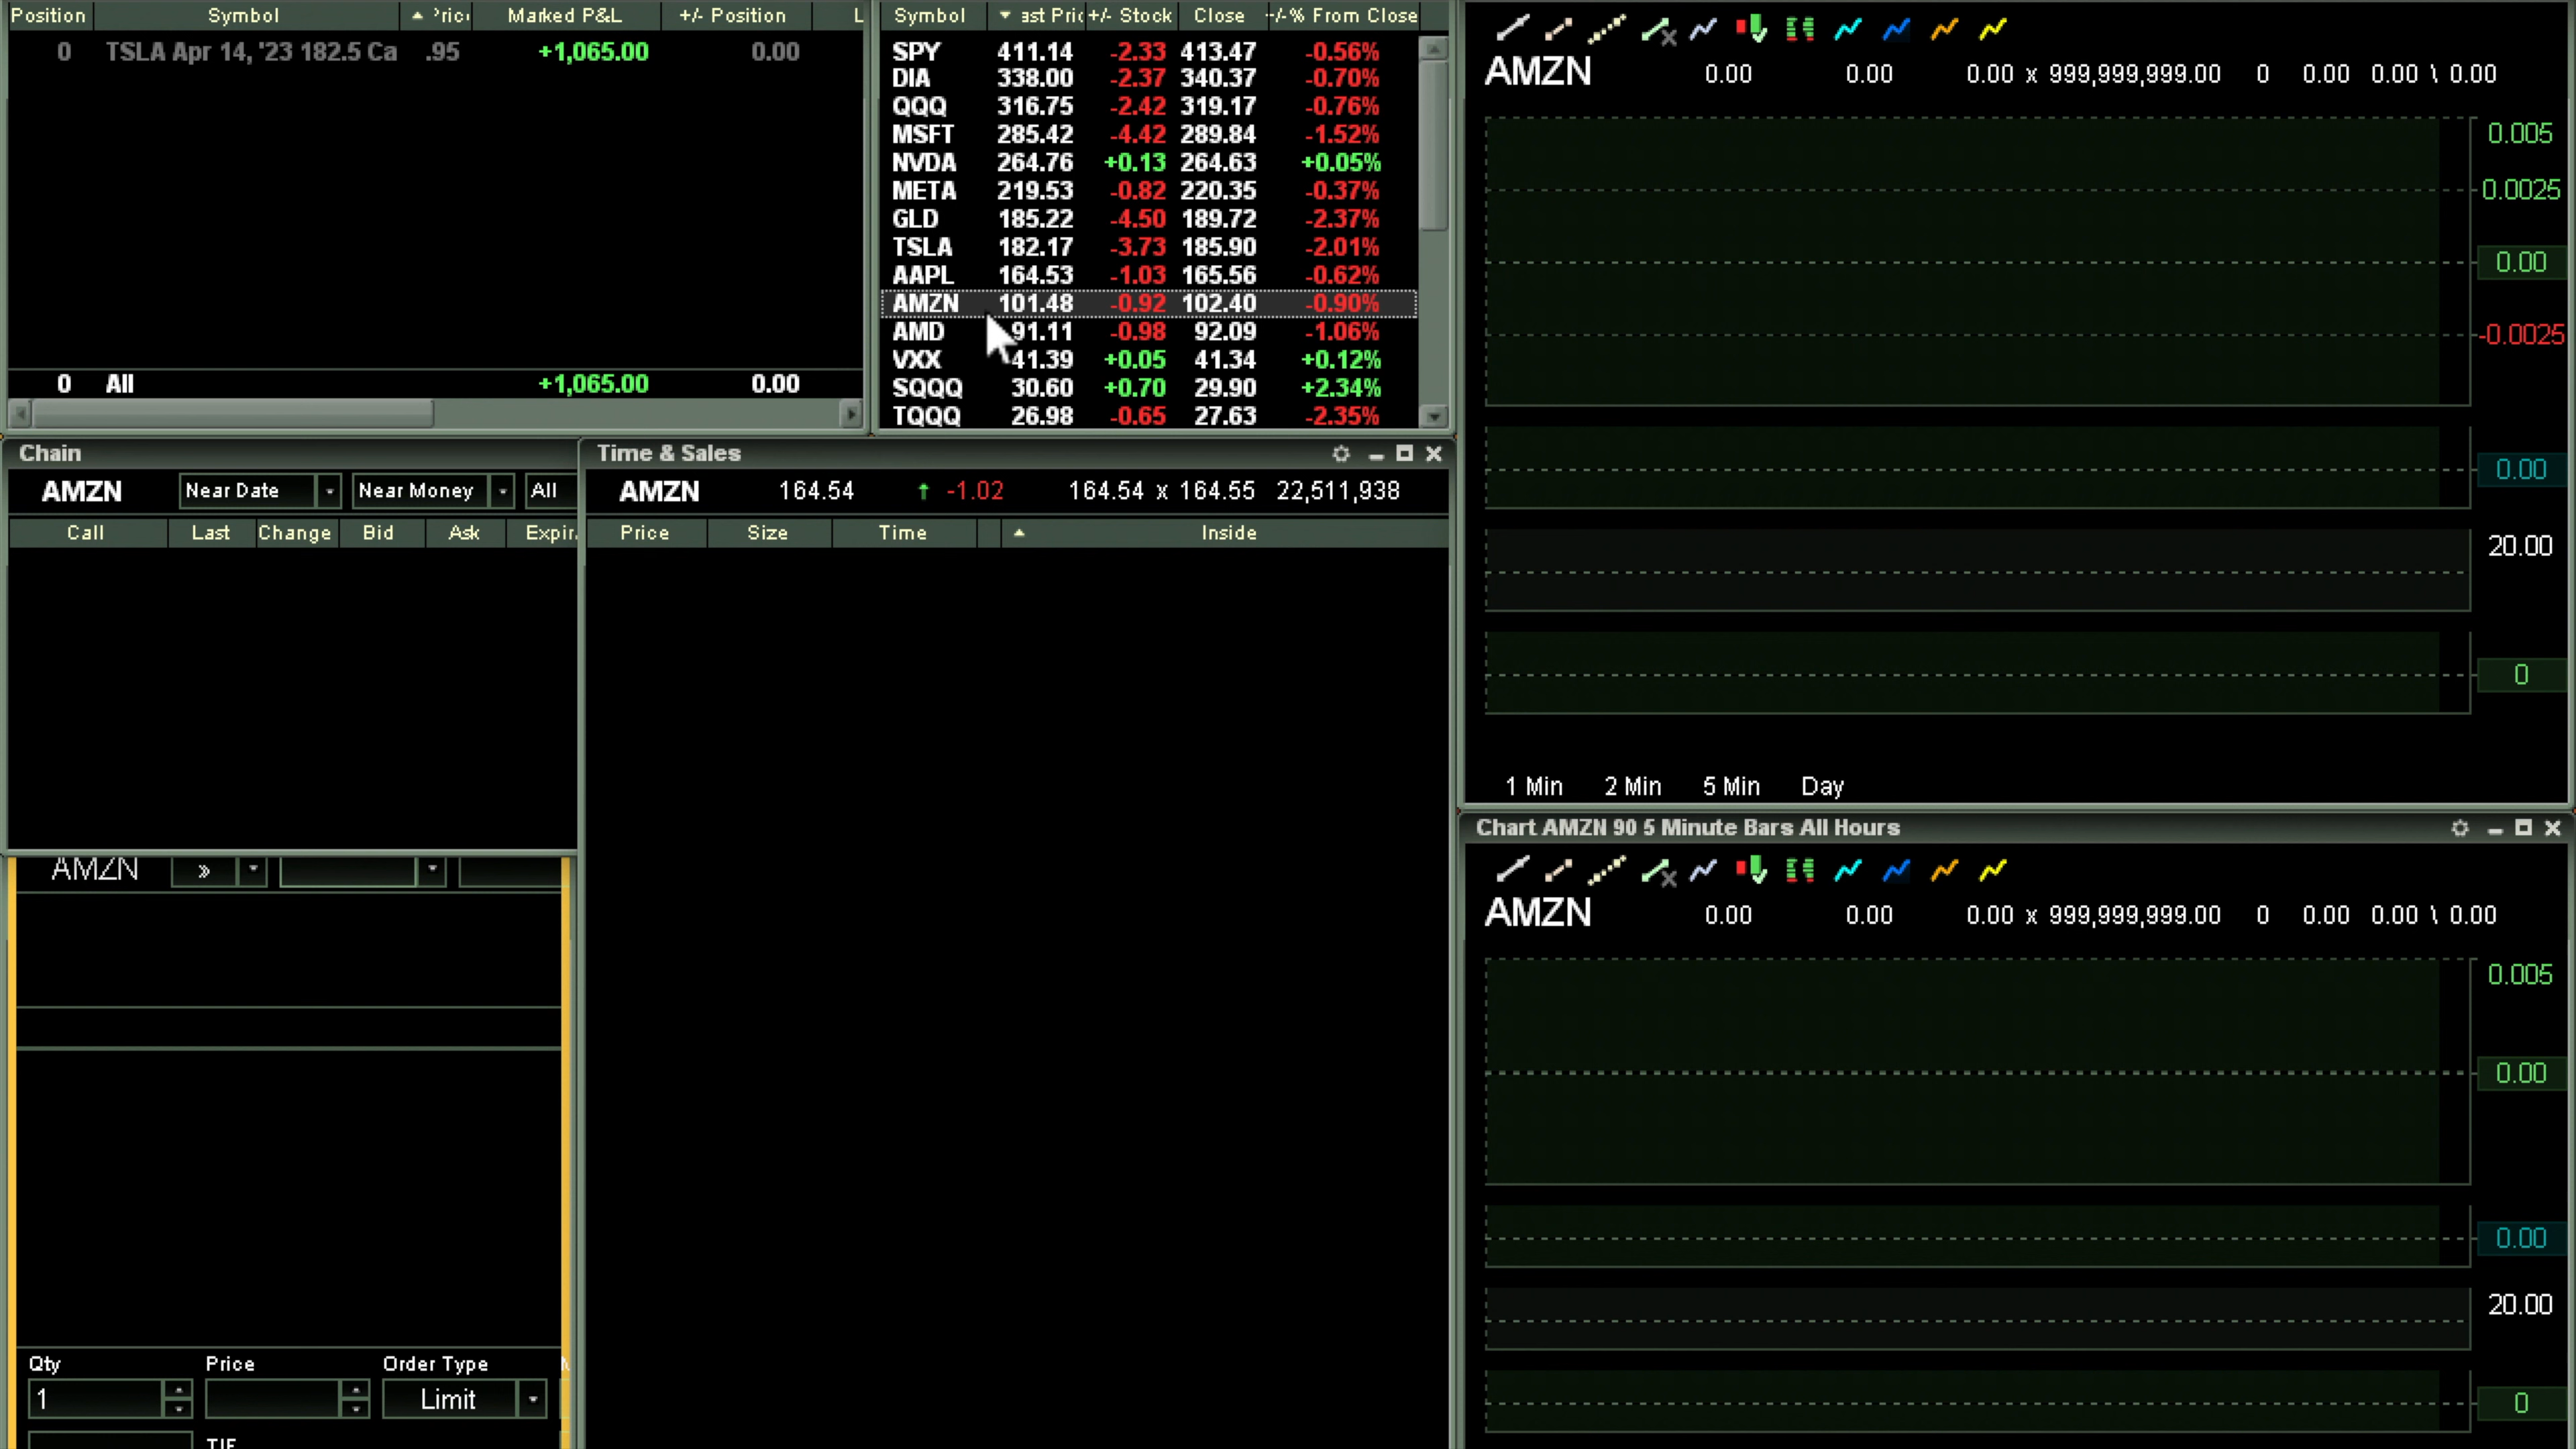 Position Symbol Marked P&L +/- Position
0 TSLA Apr 14, '23 182.5 Ca .95 +1,065.00 0.00
0 All +1,065.00 0.00
Symbol +/- Stock Close +/-% From Close
SPY 411.14 -2.33 413.47 -0.56%
DIA 338.00 -2.37 340.37 -0.70%
QQQ 316.75 -2.42 319.17 -0.76%
MSFT 285.42 -4.42 289.84 -1.52%
NVDA 264.76 +0.13 264.63 +0.05%
META 219.53 -0.82 220.35 -0.37%
GLD 185.22 -4.50 189.72 -2.37%
TSLA 182.17 -3.73 185.90 -2.01%
AAPL 164.53 -1.03 165.56 -0.62%
AMZN 101.48 -0.92 102.40 -0.90%
AMD 91.11 -0.98 92.09 -1.06%
VXX 41.39 +0.05 41.34 +0.12%
SQQQ 30.60 +0.70 29.90 +2.34%
TQQQ 26.98 -0.65 27.63 -2.35%
Chain
AMZN Near Date Near Money All
Call Last Change Bid Ask Expir.
AMZN »
Qty Price Order Type
1 Limit
TIF
Time & Sales
AMZN 164.54 ↑ -1.02 164.54 x 164.55 22,511,938
Price Size Time Inside
AMZN 0.00 0.00 0.00 x 999,999,999.00 0 0.00 0.00 \ 0.00
0.005
0.0025
0.00
-0.0025
0.00
20.00
0
1 Min 2 Min 5 Min Day
Chart AMZN 90 5 Minute Bars All Hours
AMZN 0.00 0.00 0.00 x 999,999,999.00 0 0.00 0.00 \ 0.00
0.005
0.00
0.00
20.00
0